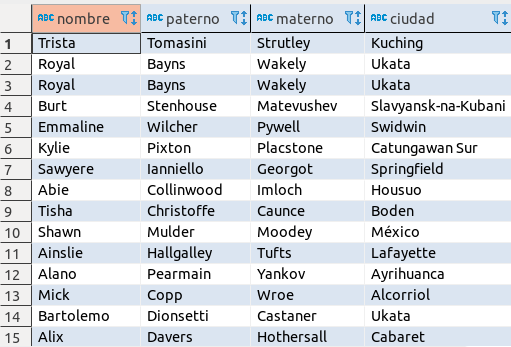 ABC nombre ABC paterno ABC materno ABC ciudad
1 Trista Tomasini Strutley Kuching
2 Royal Bayns Wakely Ukata
3 Royal Bayns Wakely Ukata
4 Burt Stenhouse Matevushev Slavyansk-na-Kubani
5 Emmaline Wilcher Pywell Swidwin
6 Kylie Pixton Placstone Catungawan Sur
7 Sawyere Ianniello Georgot Springfield
8 Abie Collinwood Imloch Housuo
9 Tisha Christoffe Caunce Boden
10 Shawn Mulder Moodey México
11 Ainslie Hallgalley Tufts Lafayette
12 Alano Pearmain Yankov Ayrihuanca
13 Mick Copp Wroe Alcorriol
14 Bartolemo Dionsetti Castaner Ukata
15 Alix Davers Hothersall Cabaret